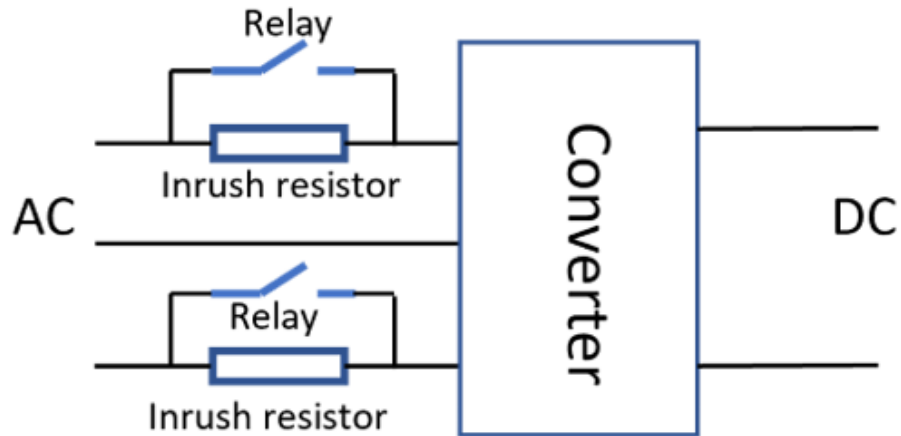 Relay
Inrush resistor
AC
Converter
DC
Relay
Inrush resistor